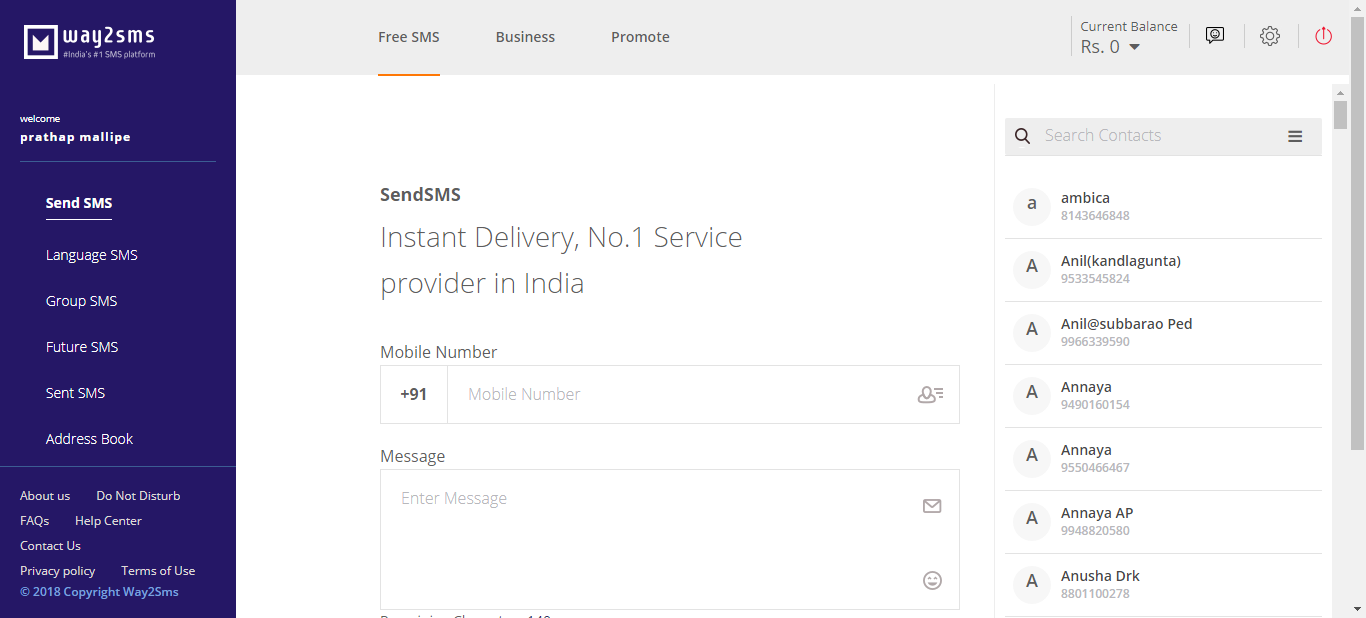 way2sms
#India's #1 SMS platform
welcome
prathap mallipe
Send SMS
Language SMS
Group SMS
Future SMS
Sent SMS
Address Book
About us Do Not Disturb
FAQs Help Center
Contact Us
Privacy policy Terms of Use
© 2018 Copyright Way2Sms
Free SMS Business Promote
Current Balance
Rs. 0
SendSMS
Instant Delivery, No.1 Service
provider in India
Mobile Number
+91 Mobile Number
Message
Enter Message
Search Contacts
a ambica
8143646848
A Anil(kandlagunta)
9533545824
A Anil@subbarao Ped
9966339590
A Annaya
9490160154
A Annaya
9550466467
A Annaya AP
9948820580
A Anusha Drk
8801100278